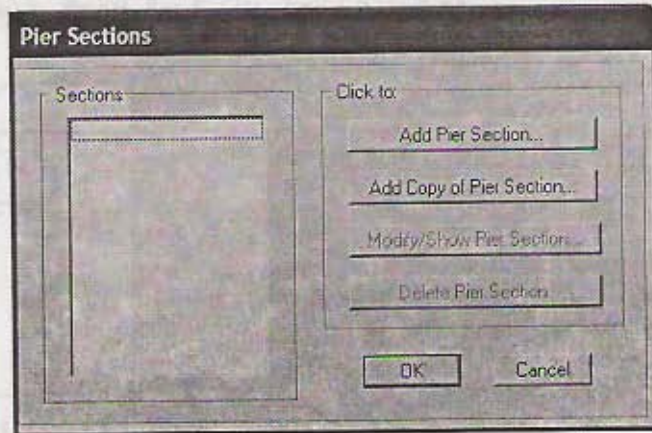 Pier Sections
Sections
Click to:
Add Pier Section...
Add Copy of Pier Section...
Modify/Show Pier Section...
Delete Pier Section
OK
Cancel